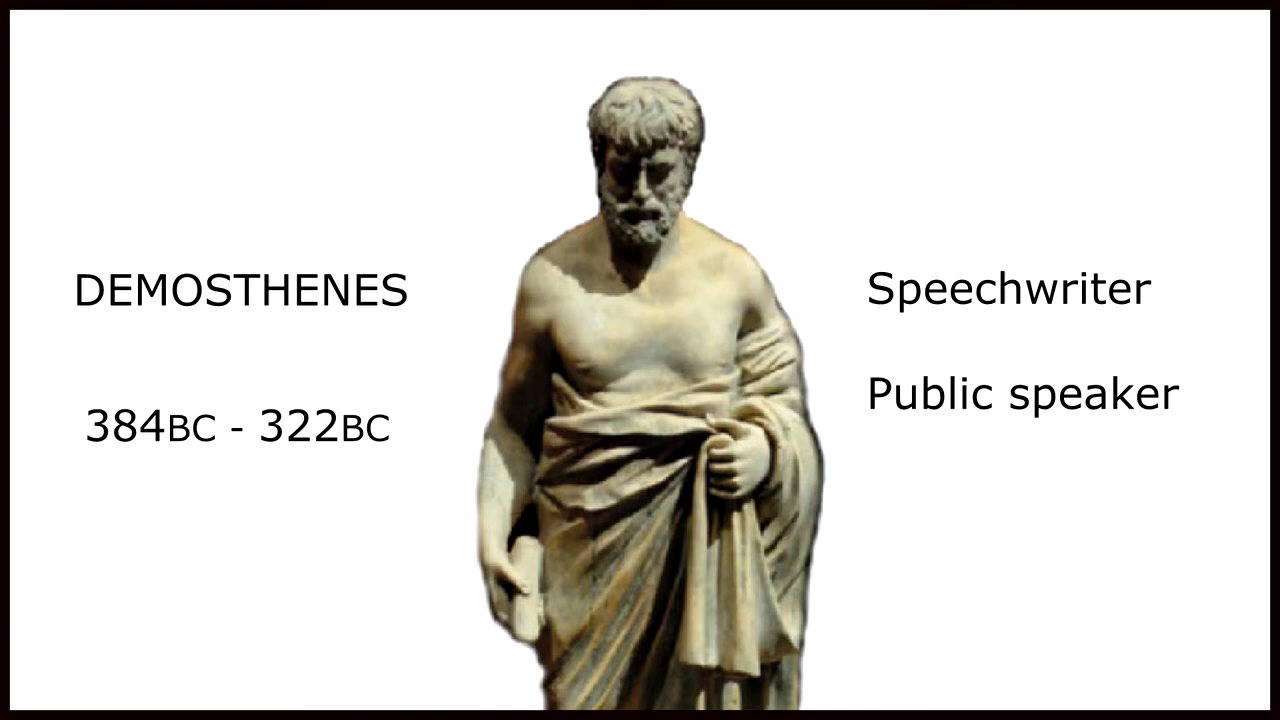 DEMOSTHENES
384BC - 322BC
Speechwriter
Public speaker